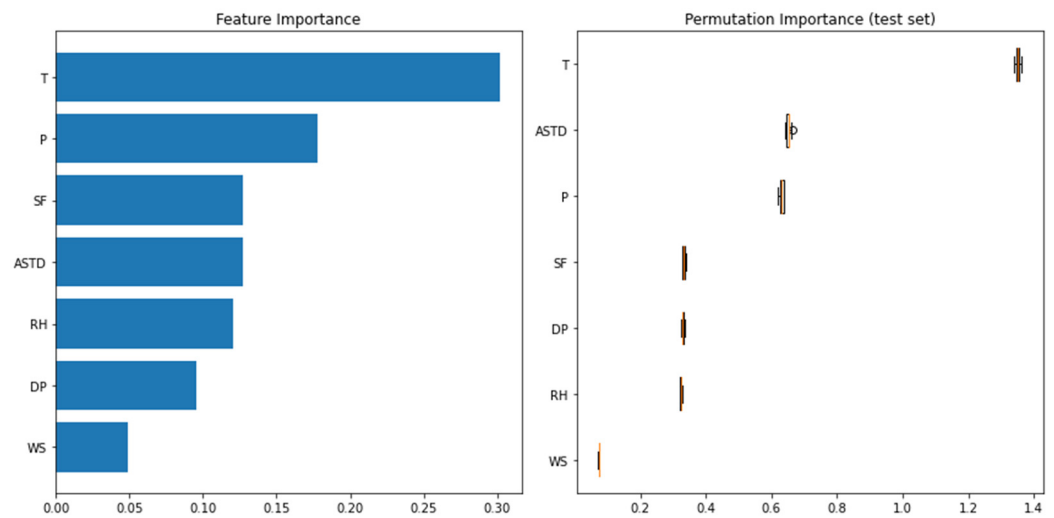 Feature Importance
T
P
SF
ASTD
RH
DP
WS
0.00 0.05 0.10 0.15 0.20 0.25 0.30
Permutation Importance (test set)
T
ASTD
P
SF
DP
RH
WS
0.2 0.4 0.6 0.8 1.0 1.2 1.4